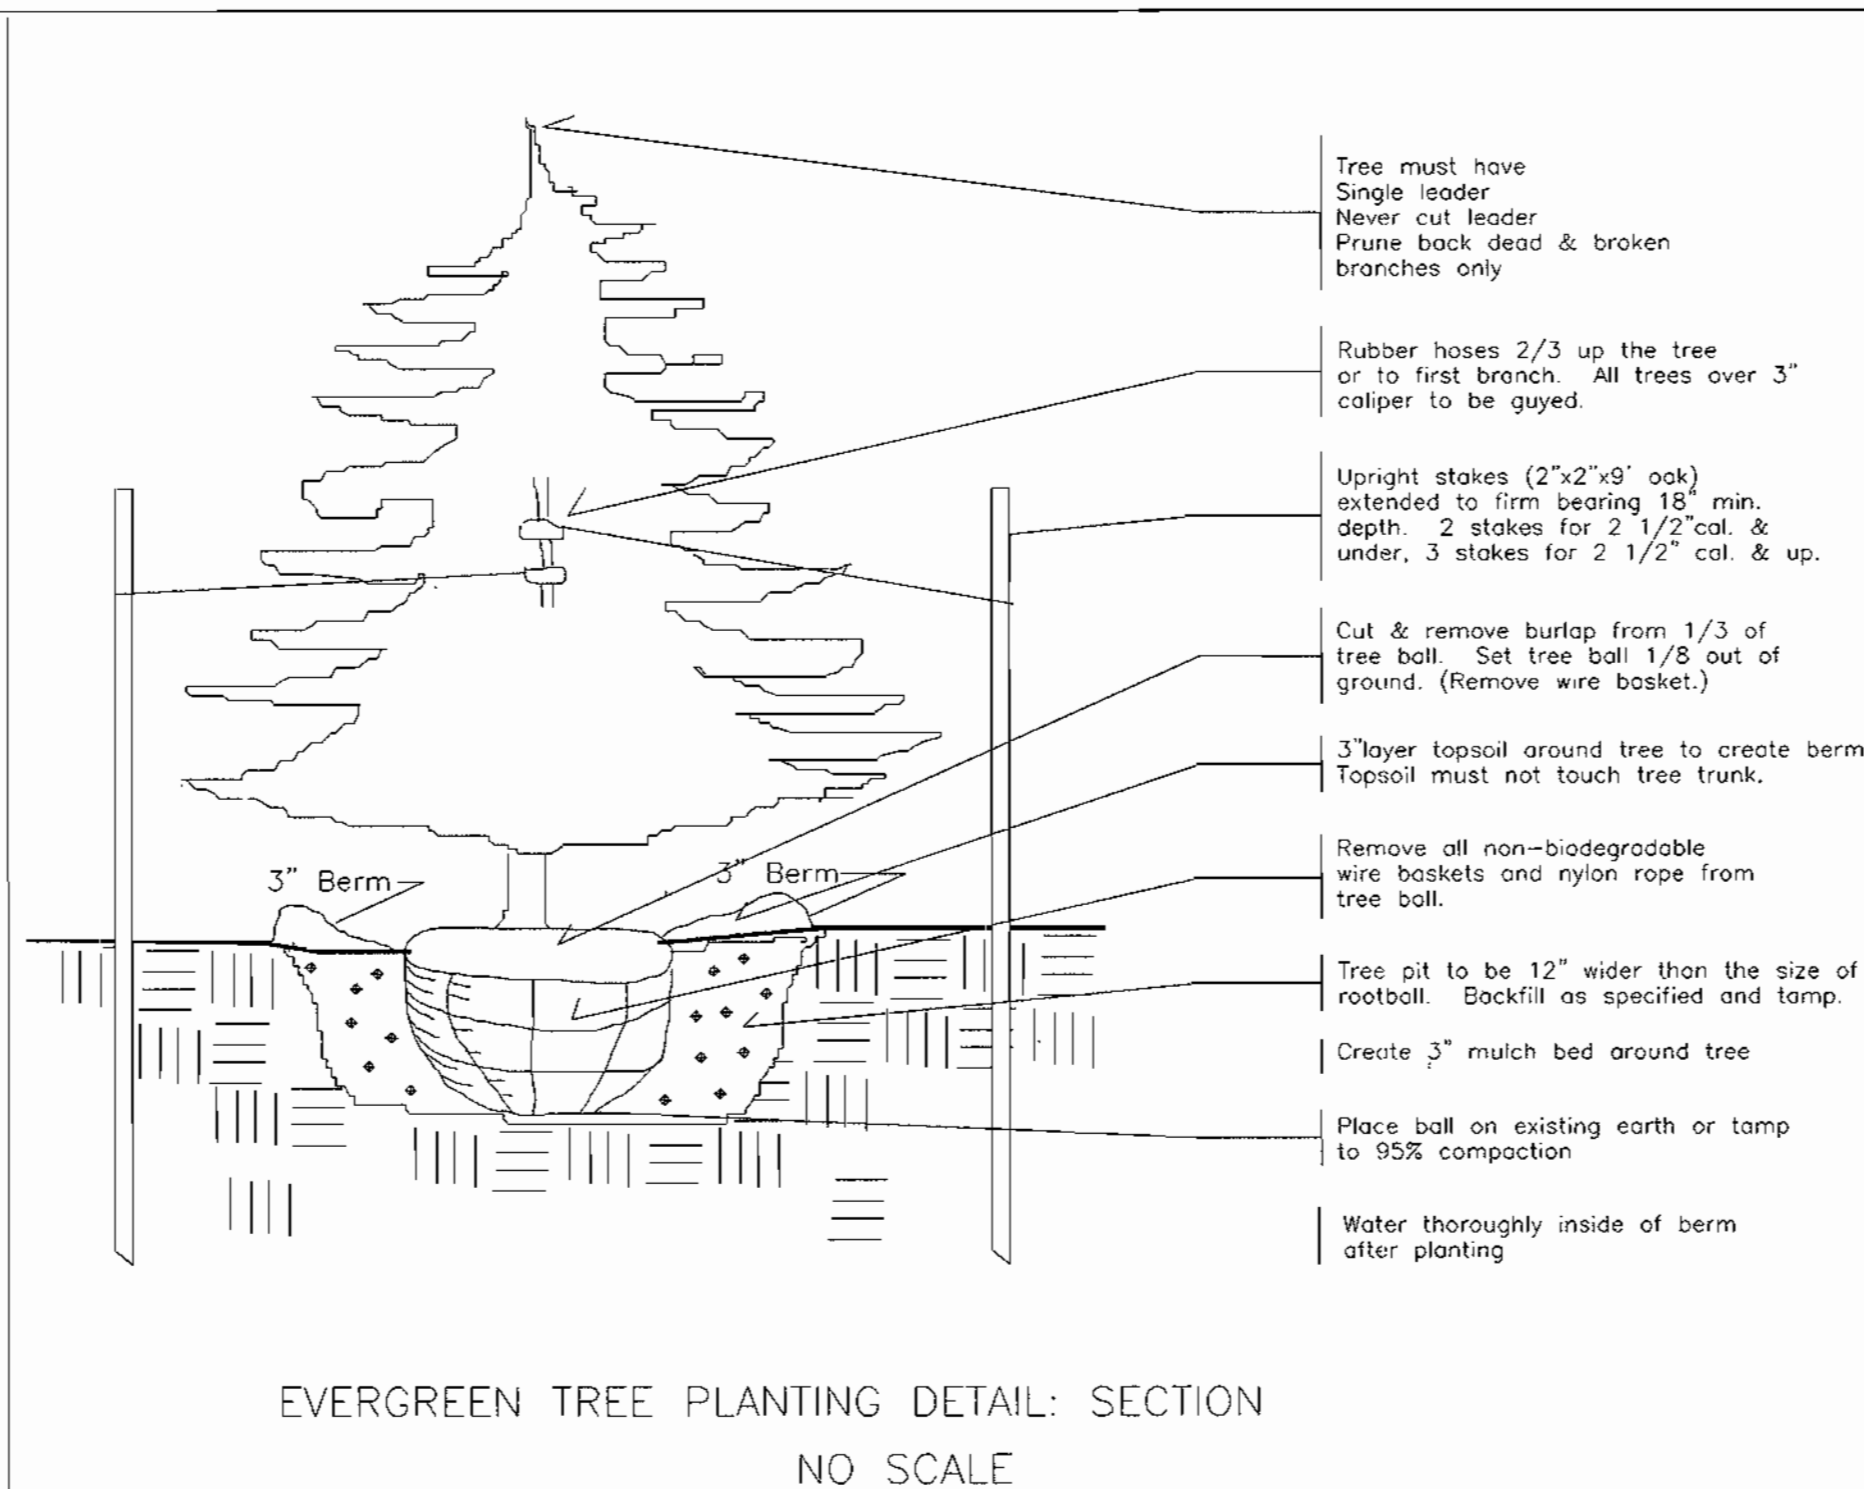 Tree must have
Single leader
Never cut leader
Prune back dead & broken
branches only
Rubber hoses 2/3 up the tree
or to first branch. All trees over 3"
caliper to be guyed.
Upright stakes (2"x2"x9' oak)
extended to firm bearing 18" min.
depth. 2 stakes for 2 1/2"cal. &
under, 3 stakes for 2 1/2" cal. & up.
Cut & remove burlap from 1/3 of
tree ball. Set tree ball 1/8 out of
ground. (Remove wire basket.)
3"layer topsoil around tree to create berm
Topsoil must not touch tree trunk.
Remove all non-biodegradable
wire baskets and nylon rope from
tree ball.
3" Berm
3" Berm
Tree pit to be 12" wider than the size of
rootball. Backfill as specified and tamp.
Create 3" mulch bed around tree
Place ball on existing earth or tamp
to 95% compaction
Water thoroughly inside of berm
after planting
EVERGREEN TREE PLANTING DETAIL: SECTION
NO SCALE